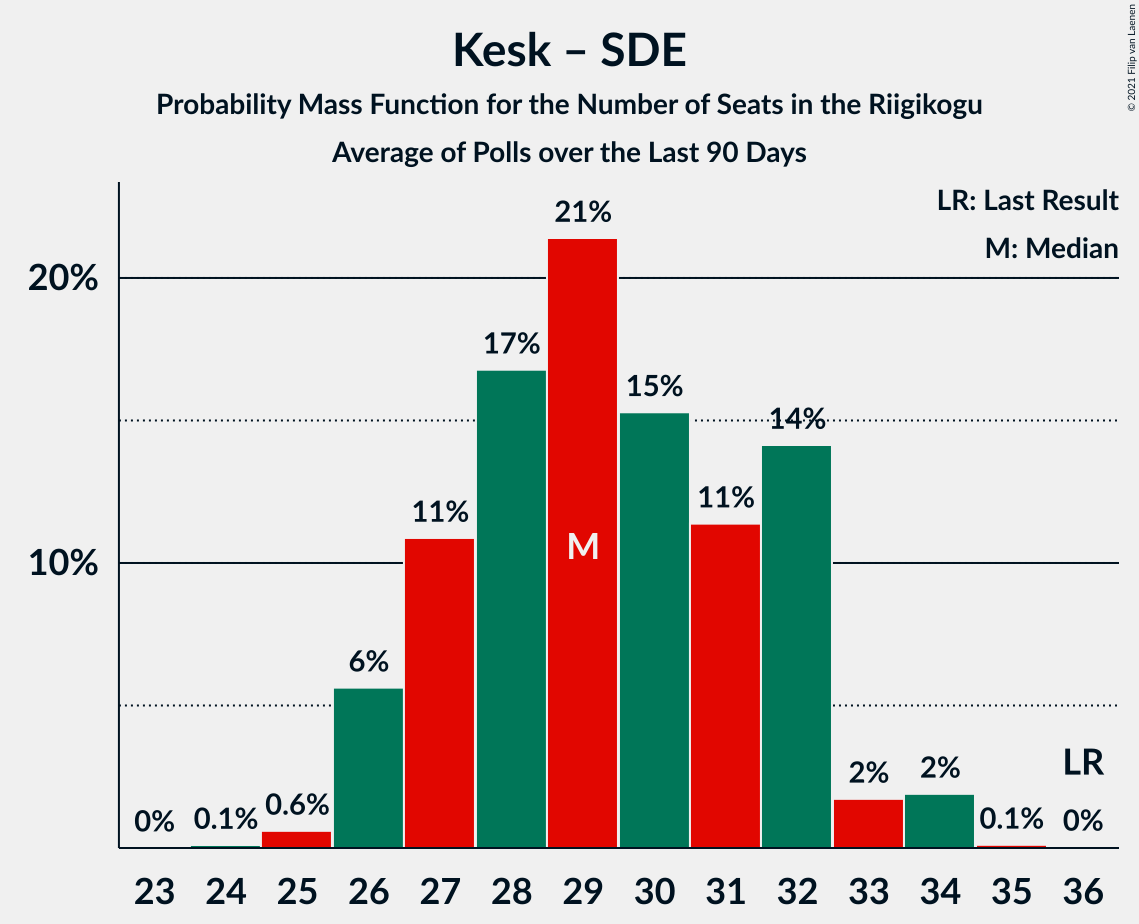 Kesk – SDE
Probability Mass Function for the Number of Seats in the Riigikogu
Average of Polls over the Last 90 Days
© 2021 Filip van Laenen
LR: Last Result
M: Median
20%
10%
0%
0.1%
0.6%
6%
11%
17%
21%
M
15%
11%
14%
2%
2%
0.1%
LR
0%
23 24 25 26 27 28 29 30 31 32 33 34 35 36